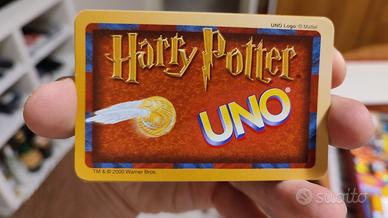 UNO Logo: © Mattel
Harry Potter
UNO®
TM & © 2000 Warner Bros.
subito